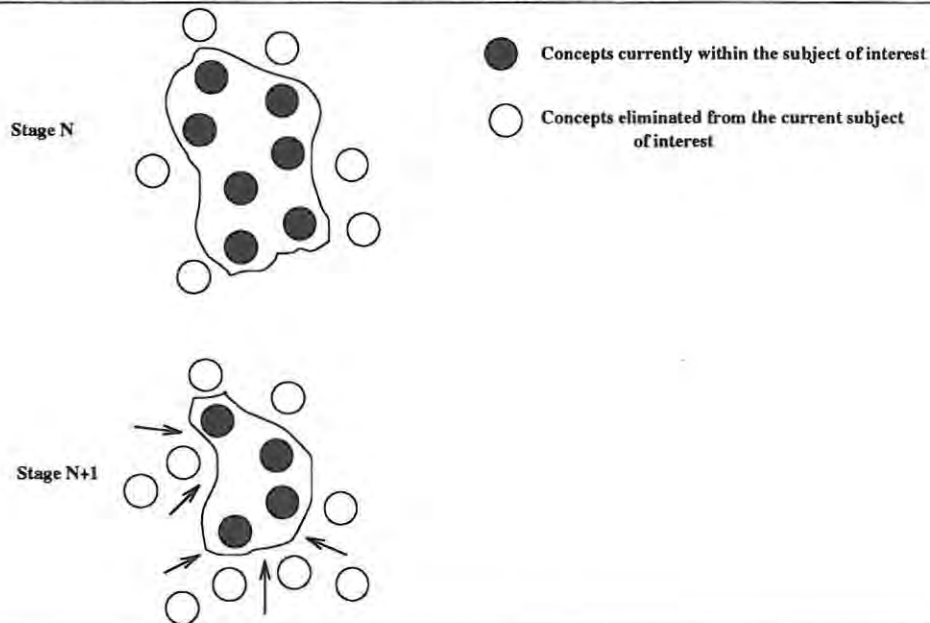 Concepts currently within the subject of interest
Stage N
Concepts eliminated from the current subject
of interest
Stage N+1